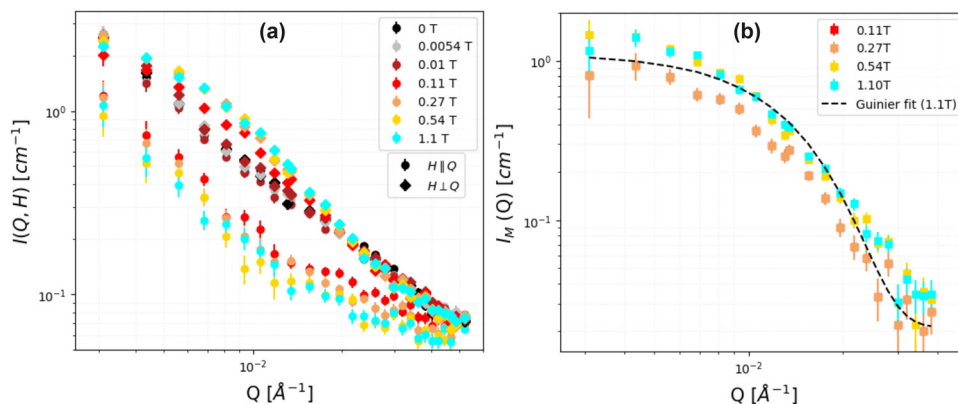 (a)
0 T
0.0054 T
0.01 T
0.11 T
0.27 T
0.54 T
1.1 T
H ∥ Q
H ⊥ Q
I(Q, H) [cm⁻¹]
10⁰
10⁻¹
10⁻²
Q [Å⁻¹]
(b)
0.11T
0.27T
0.54T
1.10T
Guinier fit (1.1T)
I_M (Q) [cm⁻¹]
10⁰
10⁻¹
10⁻²
Q [Å⁻¹]